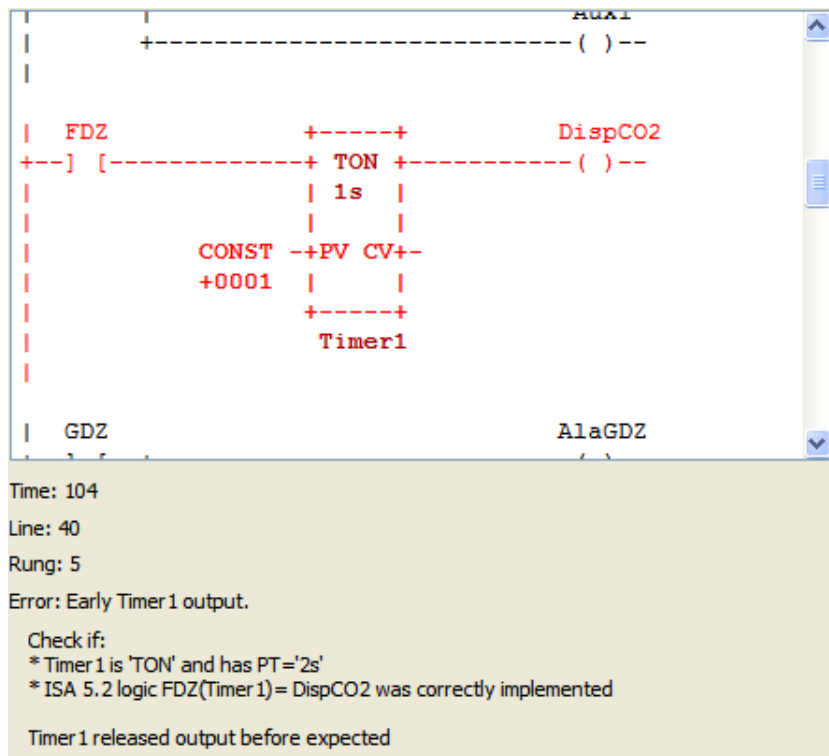 Aux1
+----------------------------( )--
FDZ +-----+ DispCO2
+--] [-------------+ TON +-----------( )--
| | 1s |
| | |
| CONST -+PV CV+-
| +0001 | |
| +-----+
| Timer1
|
| GDZ AlaGDZ
Time: 104
Line: 40
Rung: 5
Error: Early Timer1 output.
Check if:
* Timer1 is 'TON' and has PT='2s'
* ISA 5.2 logic FDZ(Timer1)= DispCO2 was correctly implemented
Timer1 released output before expected